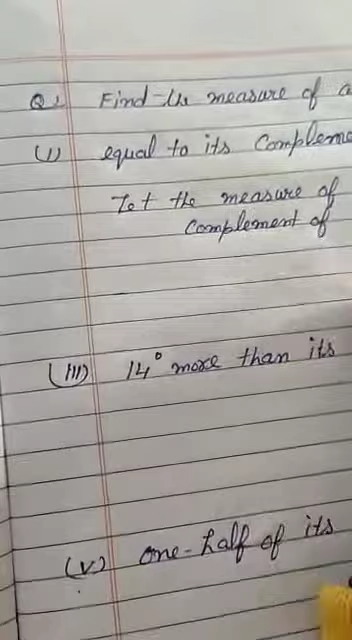 Q: Find the measure of a
(i) equal to its Compleme
Let the measure of
Complement of
(III) 14° more than its
(V) one-half of its